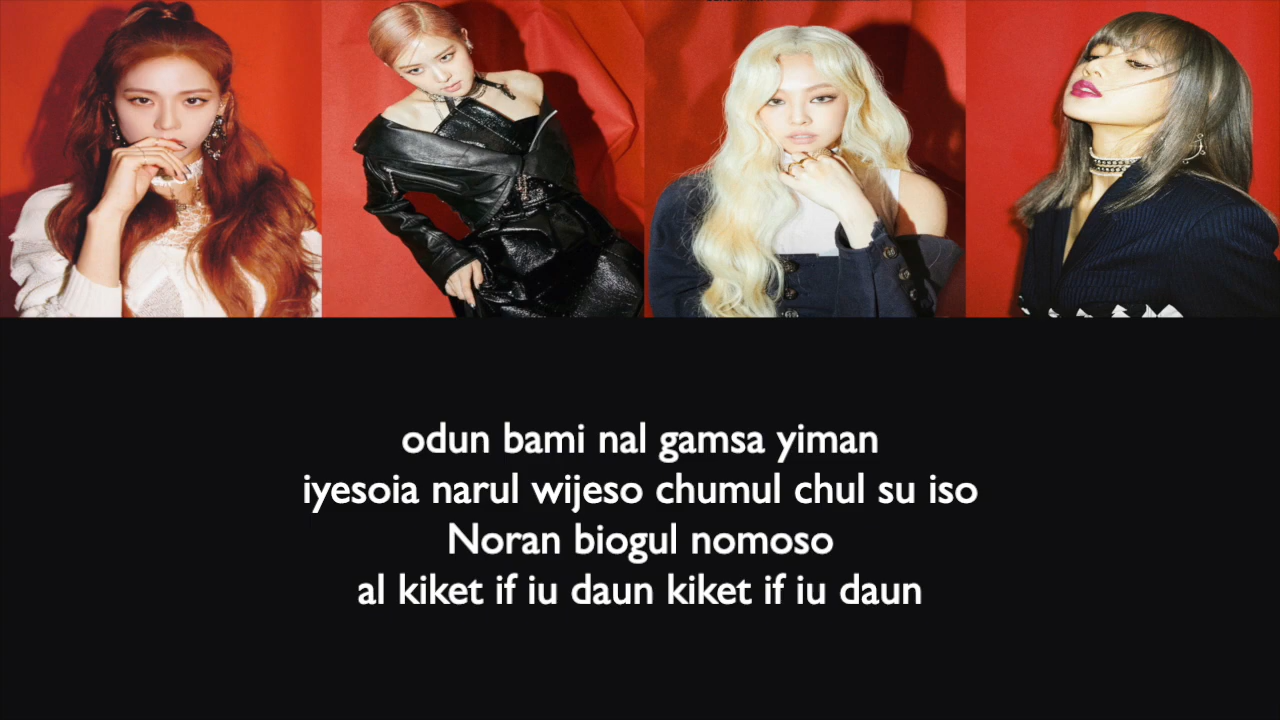 odun bami nal gamsa yiman
iyesoia narul wijeso chumul chul su iso
Noran biogul nomoso
al kiket if iu daun kiket if iu daun